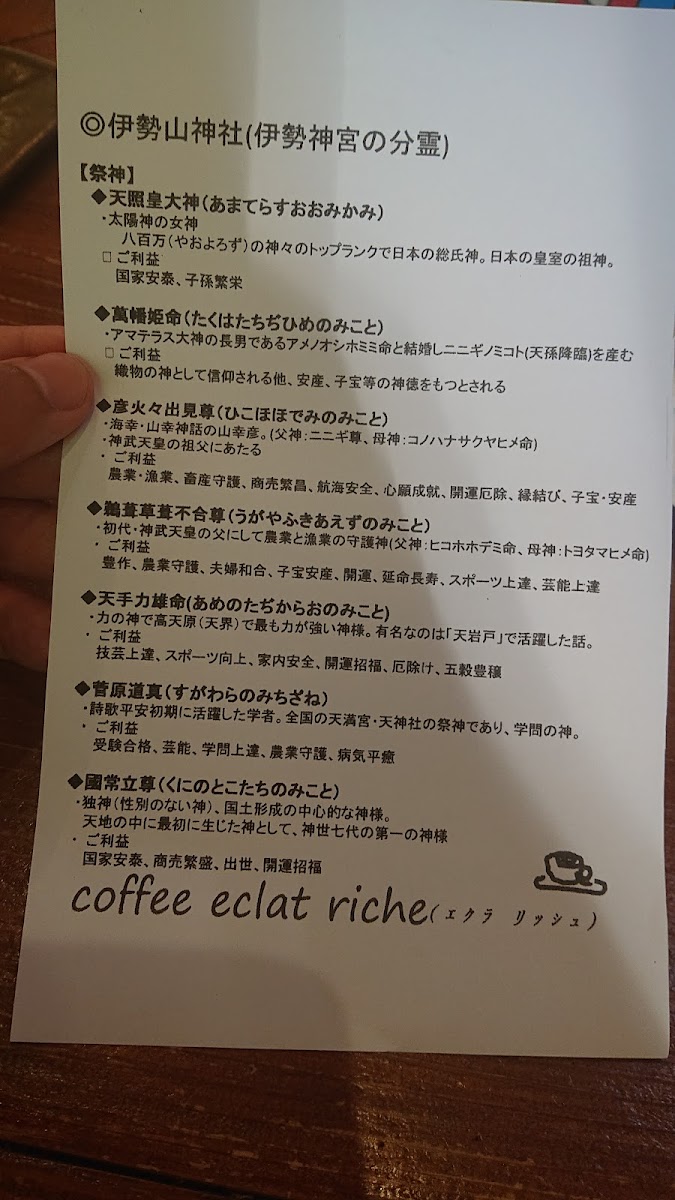 ◎伊勢山神社(伊勢神宮の分霊)
【祭神】
◆天照皇大神(あまてらすおおみかみ)
・太陽神の女神
八百万(やおよろず)の神々のトップランクで日本の総氏神。日本の皇室の祖神。
□ ご利益
国家安泰、子孫繁栄
◆萬幡姫命(たくはたちぢひめのみこと)
・アマテラス大神の長男であるアメノオシホミミ命と結婚しニニギノミコト(天孫降臨)を産む
□ ご利益
織物の神として信仰される他、安産、子宝等の神徳をもつとされる
◆彦火々出見尊(ひこほほでみのみこと)
・海幸・山幸神話の山幸彦。(父神:ニニギ尊、母神:コノハナサクヤヒメ命)
・神武天皇の祖父にあたる
・ ご利益
農業・漁業、畜産守護、商売繁昌、航海安全、心願成就、開運厄除、縁結び、子宝・安産
◆鵜葺草葺不合尊(うがやふきあえずのみこと)
・初代・神武天皇の父にして農業と漁業の守護神(父神:ヒコホホデミ命、母神:トヨタマヒメ命)
・ ご利益
豊作、農業守護、夫婦和合、子宝安産、開運、延命長寿、スポーツ上達、芸能上達
◆天手力雄命(あめのたぢからおのみこと)
・力の神で高天原(天界)で最も力が強い神様。有名なのは「天岩戸」で活躍した話。
・ ご利益
技芸上達、スポーツ向上、家内安全、開運招福、厄除け、五穀豊穣
◆菅原道真(すがわらのみちざね)
・詩歌平安初期に活躍した学者。全国の天満宮・天神社の祭神であり、学問の神。
・ ご利益
受験合格、芸能、学問上達、農業守護、病気平癒
◆國常立尊(くにのとこたちのみこと)
・独神(性別のない神)、国土形成の中心的な神様。
天地の中に最初に生じた神として、神世七代の第一の神様
・ ご利益
国家安泰、商売繁盛、出世、開運招福
coffee eclat riche(エクラ リッシュ)